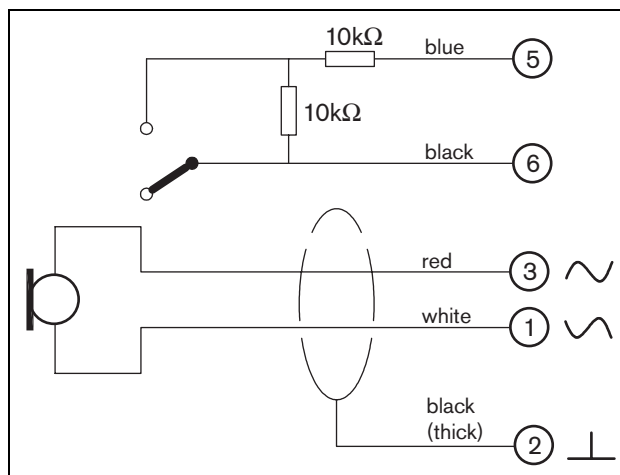 10kΩ
blue
5
10kΩ
black
6
red
3
white
1
black
(thick)
2